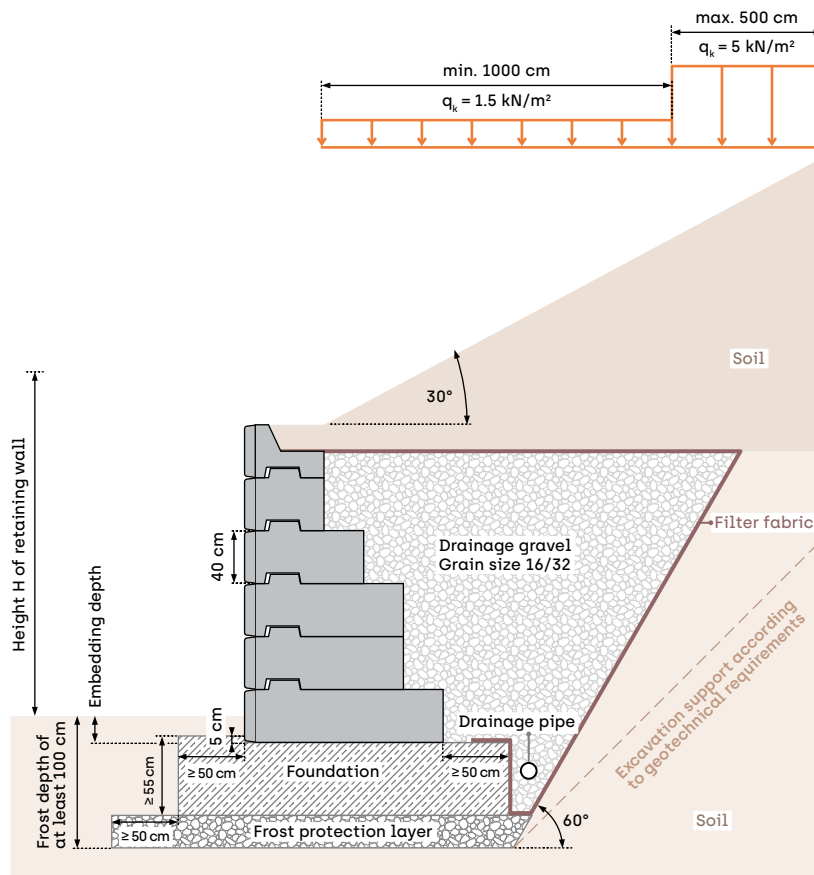 max. 500 cm
qₖ = 5 kN/m²
min. 1000 cm
qₖ = 1.5 kN/m²
Soil
30°
Height H of retaining wall
Filter fabric
Drainage gravel
Grain size 16/32
40 cm
Embedding depth
Excavation support according
to geotechnical requirements
Drainage pipe
5 cm
Frost depth of
at least 100 cm
≥ 55 cm
≥ 50 cm
Foundation
≥ 50 cm
≥ 50 cm
Frost protection layer
60°
Soil